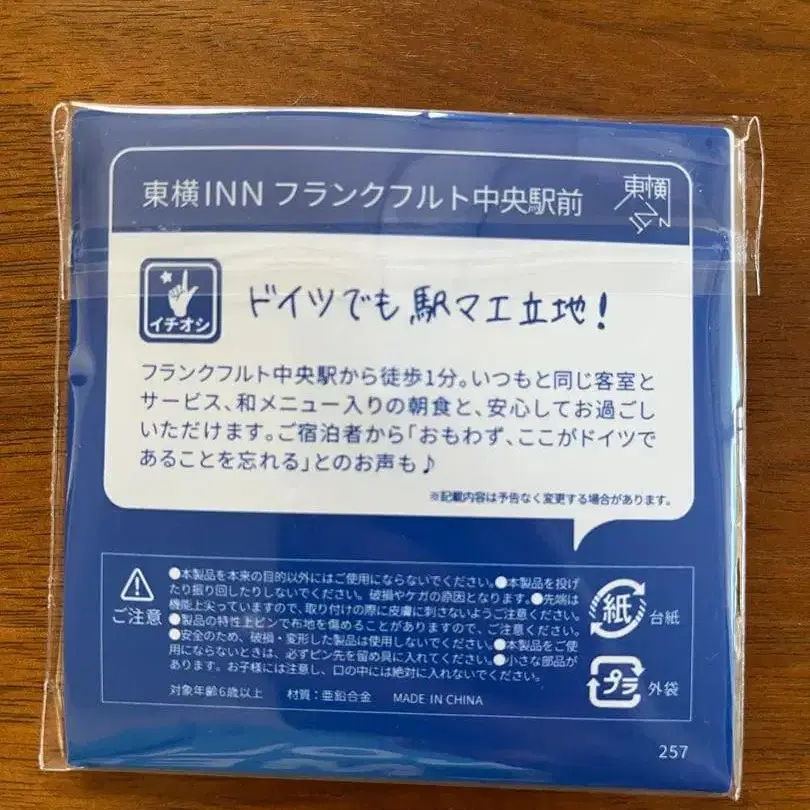 東横INN フランクフルト中央駅前
東横
INN
イチオシ
ドイツでも駅マエ立地!
フランクフルト中央駅から徒歩1分。いつもと同じ客室と
サービス、和メニュー入りの朝食と、安心してお過ごし
いただけます。ご宿泊者から「おもわず、ここがドイツで
あることを忘れる」とのお声も♪
※記載内容は予告なく変更する場合があります。
ご注意
●本製品を本来の目的以外にはご使用にならないでください。●本製品を投げ
たり振り回したりしないでください。破損やケガの原因となります。●先端は
機能上尖っていますので、取り付けの際に皮膚に刺さないようご注意ください。
●製品の特性上ピンで布地を傷めることがありますので、ご注意ください。
●安全のため、破損・変形した製品は使用しないでください。●本製品をご使
用にならないときは、必ずピン先を留め具に入れてください。●小さな部品が
あります。お子様には注意し、口の中には絶対に入れないでください。
対象年齢6歳以上 材質：亜鉛合金 MADE IN CHINA
紙 台紙
プラ 外袋
257